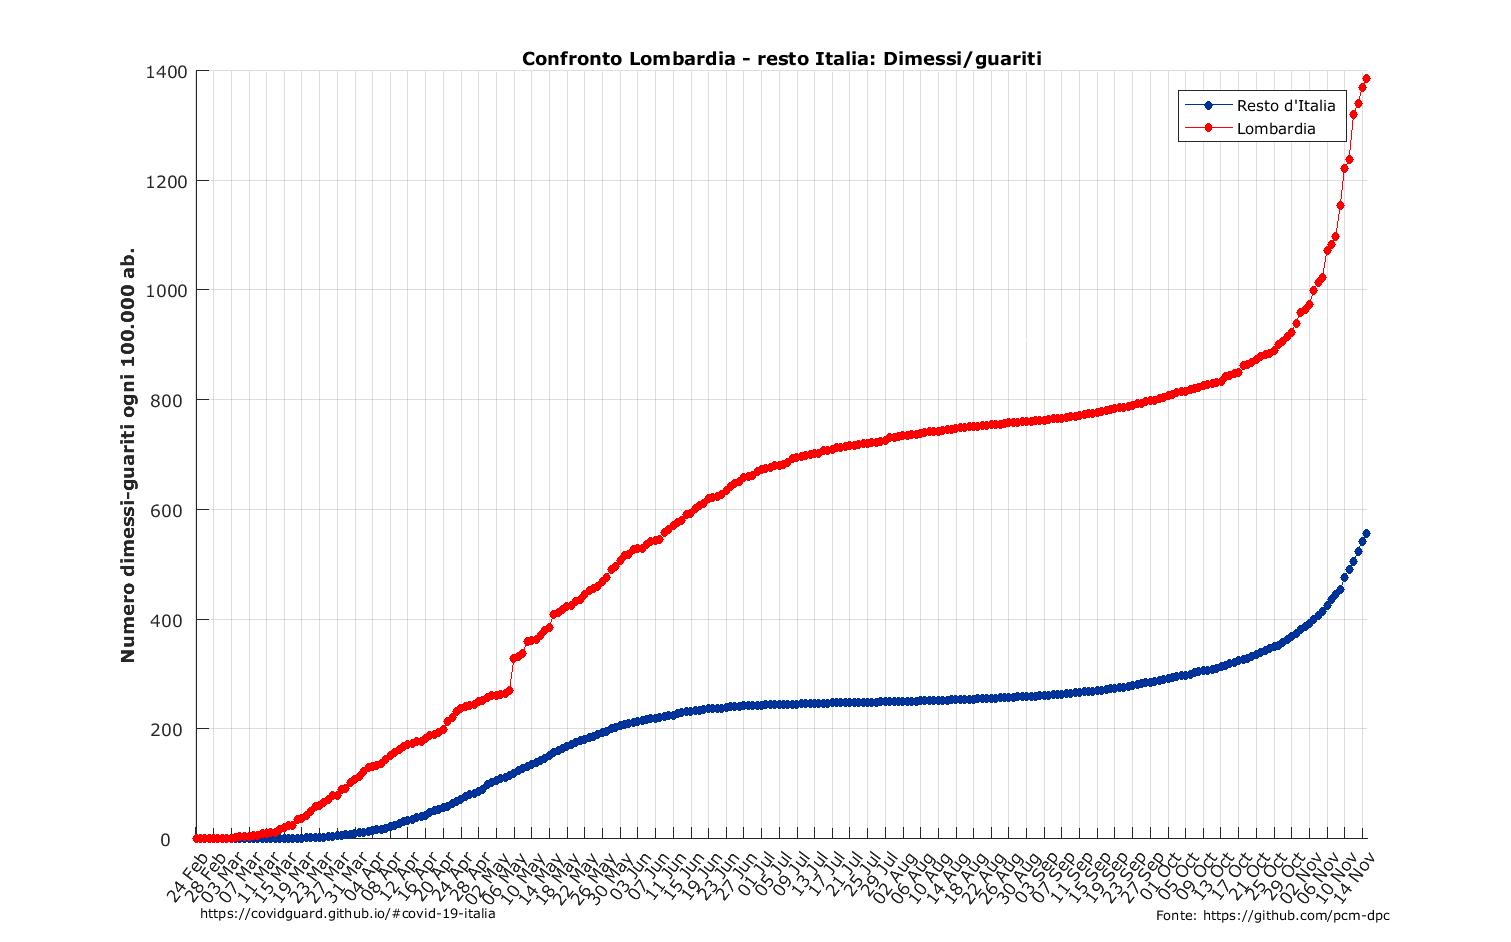 Confronto Lombardia - resto Italia: Dimessi/guariti
Numero dimessi-guariti ogni 100.000 ab.
1400
1200
1000
800
600
400
200
0
Resto d'Italia
Lombardia
24 Feb
28 Feb
03 Mar
07 Mar
11 Mar
15 Mar
19 Mar
23 Mar
27 Mar
31 Mar
04 Apr
08 Apr
12 Apr
16 Apr
20 Apr
24 Apr
28 Apr
02 May
06 May
10 May
14 May
18 May
22 May
26 May
30 May
03 Jun
07 Jun
11 Jun
15 Jun
19 Jun
23 Jun
27 Jun
01 Jul
05 Jul
09 Jul
13 Jul
17 Jul
21 Jul
25 Jul
29 Jul
02 Aug
06 Aug
10 Aug
14 Aug
18 Aug
22 Aug
26 Aug
30 Aug
03 Sep
07 Sep
11 Sep
15 Sep
19 Sep
23 Sep
27 Sep
01 Oct
05 Oct
09 Oct
13 Oct
17 Oct
21 Oct
25 Oct
29 Oct
02 Nov
06 Nov
10 Nov
14 Nov
https://covidguard.github.io/#covid-19-italia
Fonte: https://github.com/pcm-dpc